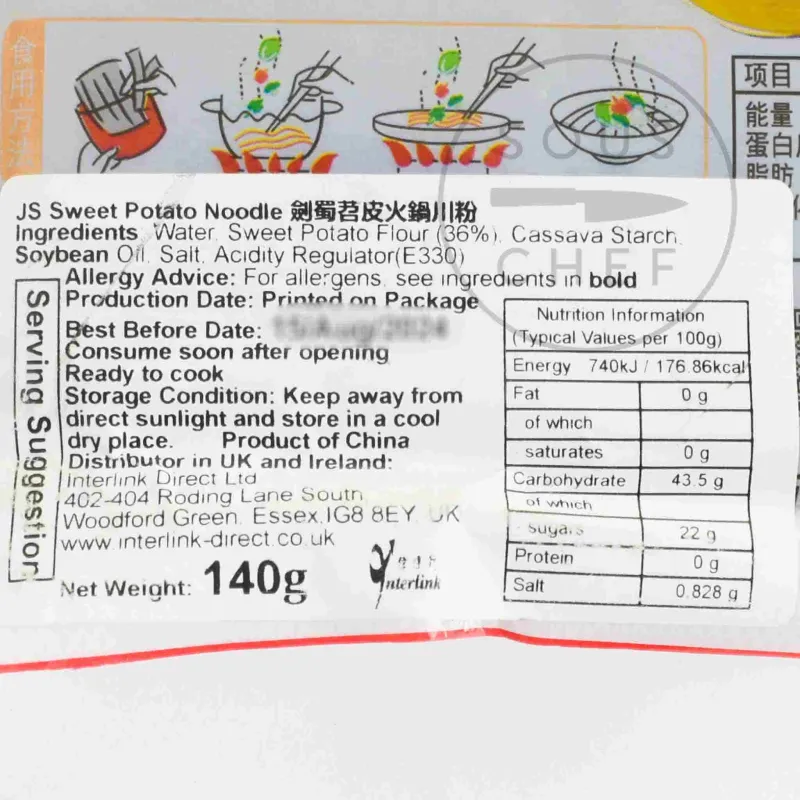 食用方法
项目
能量
蛋白
脂肪
SOUS
CHEF
JS Sweet Potato Noodle 劍蜀苕皮火鍋川粉
Ingredients Water, Sweet Potato Flour (36%), Cassava Starch,
Soybean Oil, Salt, Acidity Regulator(E330)
Allergy Advice: For allergens, see ingredients in bold
Production Date: Printed on Package
Best Before Date: 15/Aug/2024
Consume soon after opening
Ready to cook
Storage Condition: Keep away from
direct sunlight and store in a cool
dry place. Product of China
Distributor in UK and Ireland:
Interlink Direct Ltd
402-404 Roding Lane South,
Woodford Green, Essex,IG8 8EY, UK
www.interlink-direct.co.uk
Net Weight: 140g
Interlink
Serving Suggestion
Nutrition Information
(Typical Values per 100g)
Energy 740kJ / 176.86kcal
Fat 0 g
of which
saturates 0 g
Carbohydrate 43.5 g
of which
- sugars 22 g
Protein 0 g
Salt 0.828 g